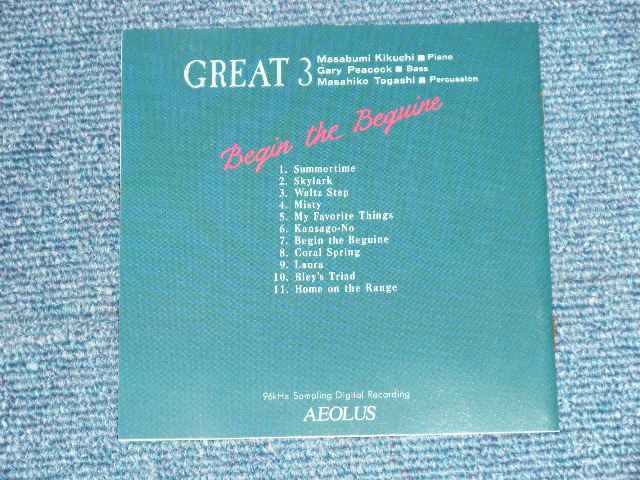 GREAT 3
Masabumi Kikuchi ■ Piano
Gary Peacock ■ Bass
Masahiko Togashi ■ Percussion
Begin the Beguine
1. Summertime
2. Skylark
3. Waltz Step
4. Misty
5. My Favorite Things
6. Kansago-No
7. Begin the Beguine
8. Coral Spring
9. Laura
10. Bley's Triad
11. Home on the Range
96kHz Sampling Digital Recording
AEOLUS